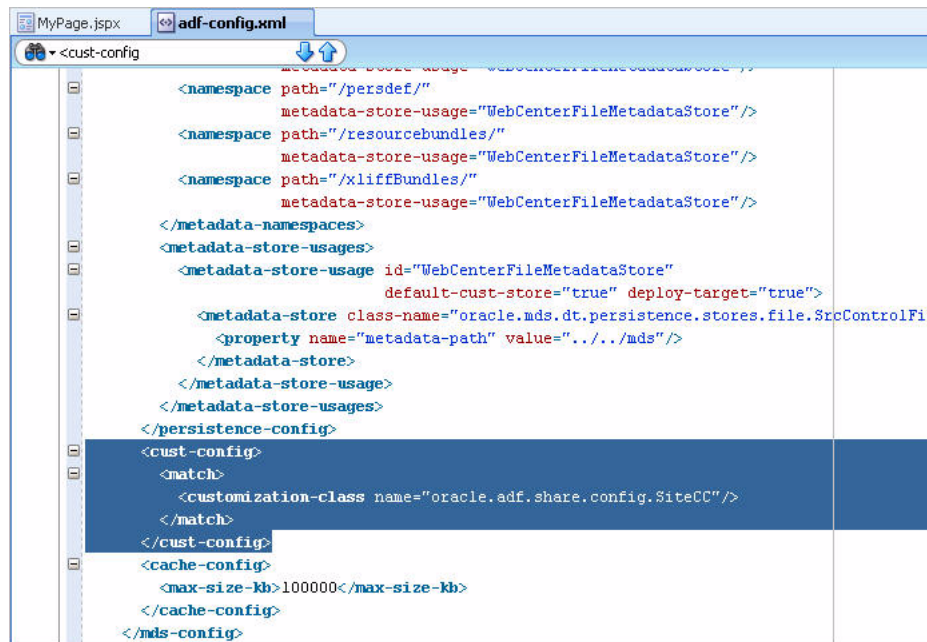 MyPage.jspx adf-config.xml
<cust-config
metadata-store-usage="WebCenterFileMetadataStore"/>
<namespace path="/persdef/"
metadata-store-usage="WebCenterFileMetadataStore"/>
<namespace path="/resourcebundles/"
metadata-store-usage="WebCenterFileMetadataStore"/>
<namespace path="/xliffBundles/"
metadata-store-usage="WebCenterFileMetadataStore"/>
</metadata-namespaces>
<metadata-store-usages>
<metadata-store-usage id="WebCenterFileMetadataStore"
default-cust-store="true" deploy-target="true">
<metadata-store class-name="oracle.mds.dt.persistence.stores.file.SrcControlFi
<property name="metadata-path" value="../../mds"/>
</metadata-store>
</metadata-store-usage>
</metadata-store-usages>
</persistence-config>
<cust-config>
<match>
<customization-class name="oracle.adf.share.config.SiteCC"/>
</match>
</cust-config>
<cache-config>
<max-size-kb>100000</max-size-kb>
</cache-config>
</mds-config>